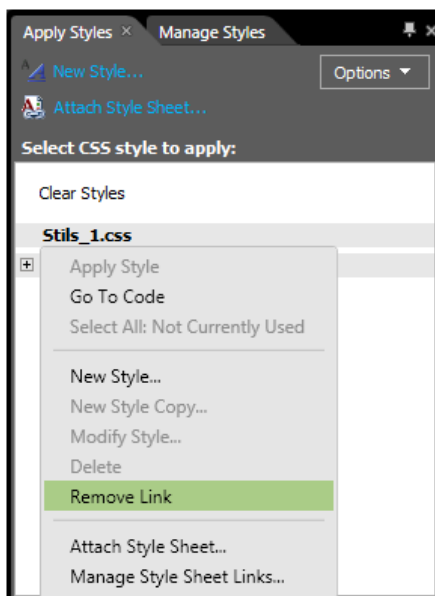 Apply Styles × Manage Styles
New Style...
Options
Attach Style Sheet...
Select CSS style to apply:
Clear Styles
Stils_1.css
Apply Style
Go To Code
Select All: Not Currently Used
New Style...
New Style Copy...
Modify Style...
Delete
Remove Link
Attach Style Sheet...
Manage Style Sheet Links...